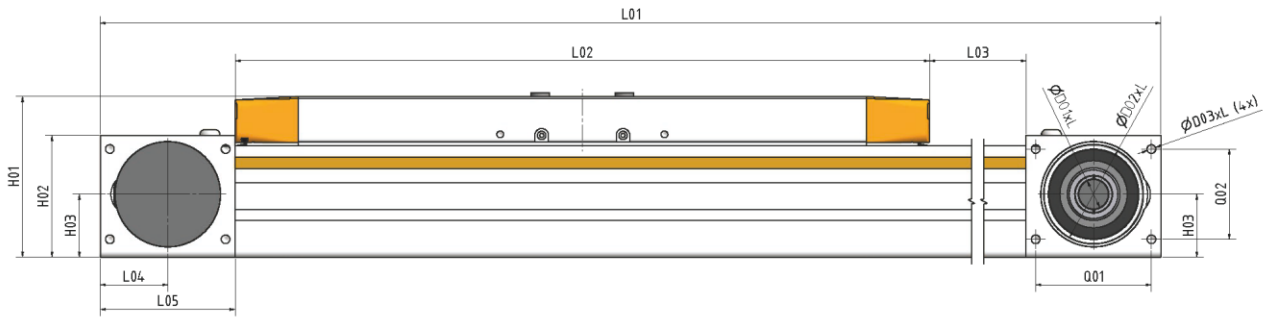 L01
L02
L03
ØD01xL
ØD02xL
ØD03xL (4x)
H01
H02
H03
Q02
H03
L04
Q01
L05